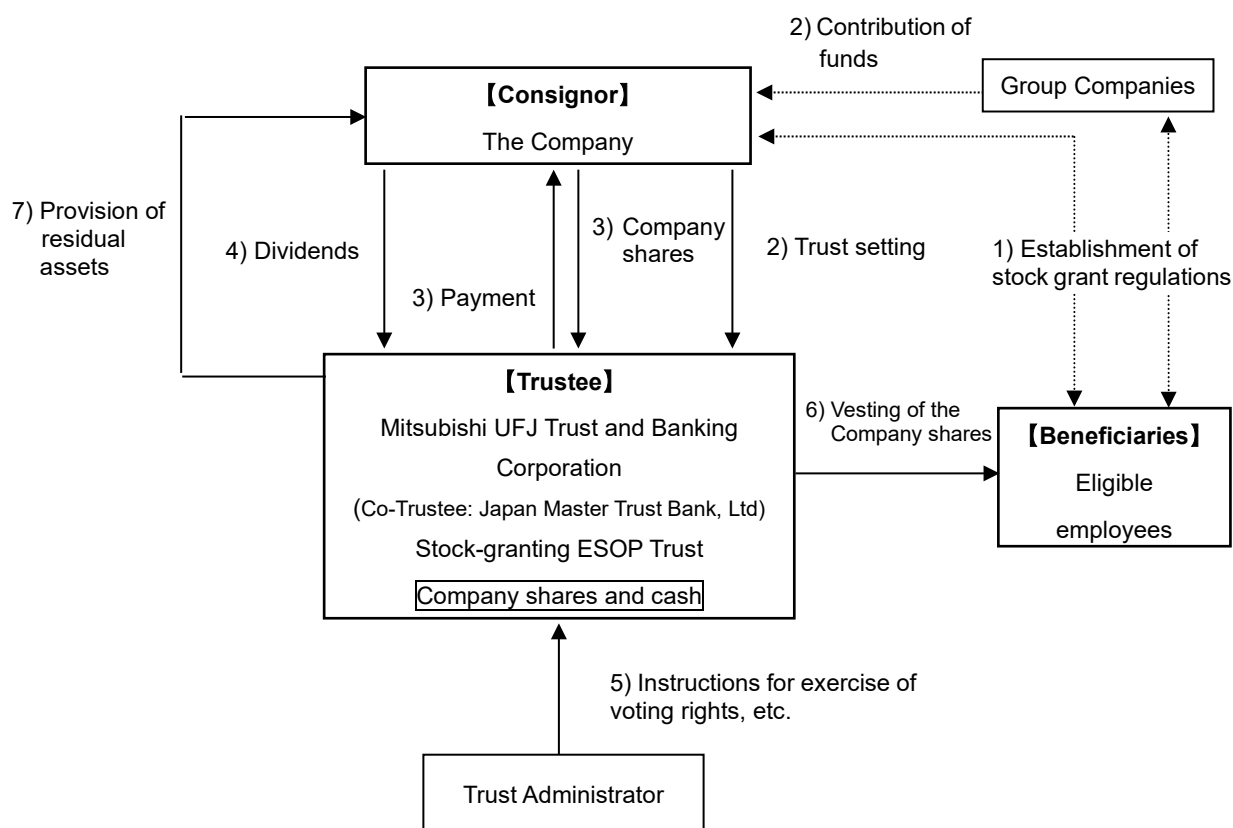 2) Contribution of
funds
【Consignor】
The Company
Group Companies
7) Provision of
residual
assets
4) Dividends
3) Payment
3) Company
shares
2) Trust setting
1) Establishment of
stock grant regulations
【Trustee】
Mitsubishi UFJ Trust and Banking
Corporation
(Co-Trustee: Japan Master Trust Bank, Ltd)
Stock-granting ESOP Trust
Company shares and cash
6) Vesting of the
Company shares
【Beneficiaries】
Eligible
employees
5) Instructions for exercise of
voting rights, etc.
Trust Administrator